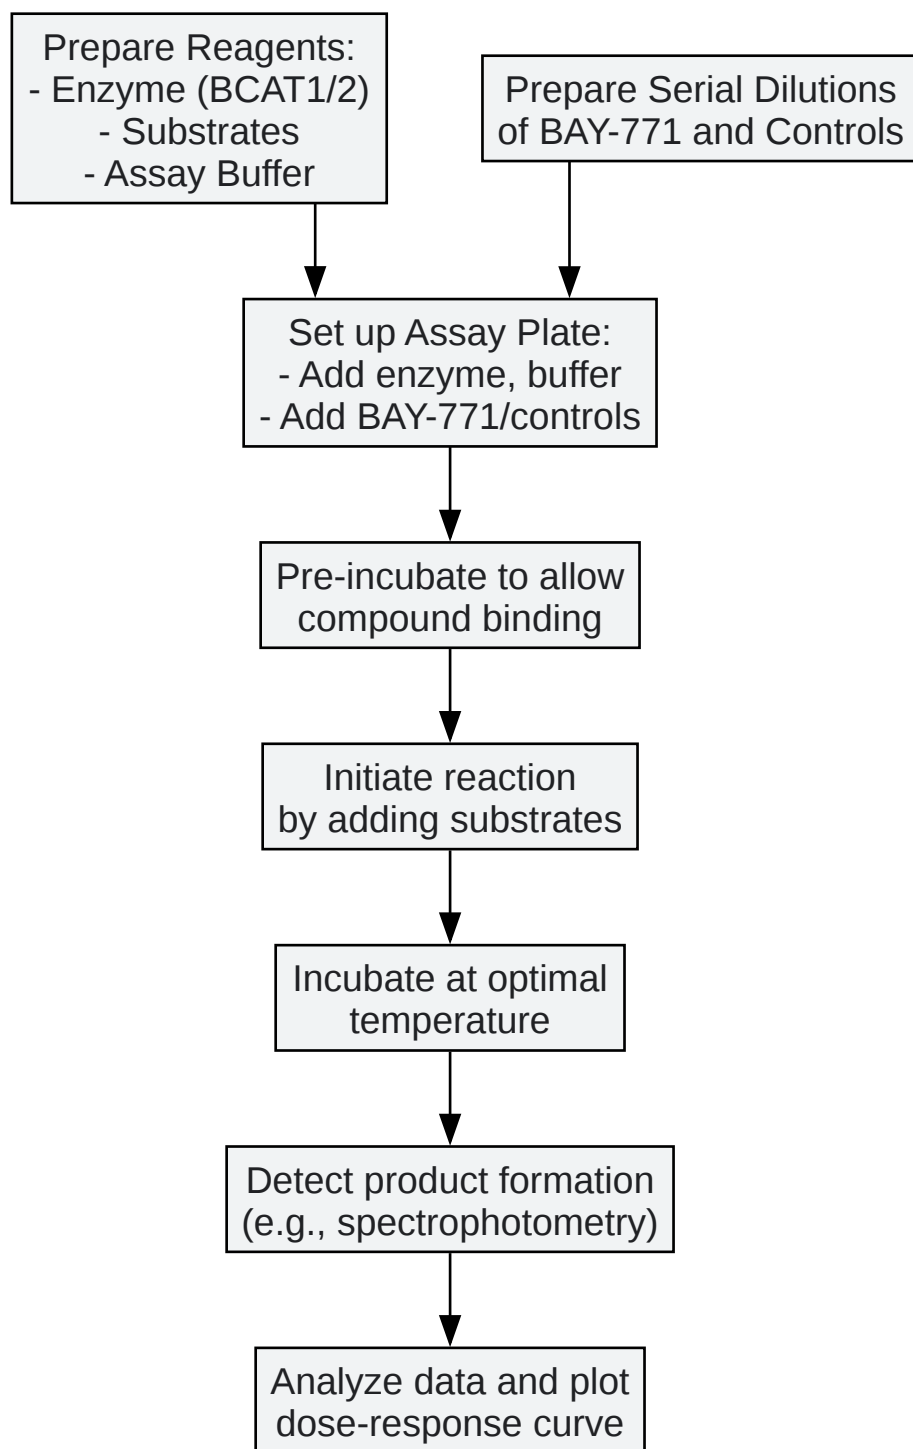 Prepare Reagents:
- Enzyme (BCAT1/2)
- Substrates
- Assay Buffer
Prepare Serial Dilutions
of BAY-771 and Controls
Set up Assay Plate:
- Add enzyme, buffer
- Add BAY-771/controls
Pre-incubate to allow
compound binding
Initiate reaction
by adding substrates
Incubate at optimal
temperature
Detect product formation
(e.g., spectrophotometry)
Analyze data and plot
dose-response curve